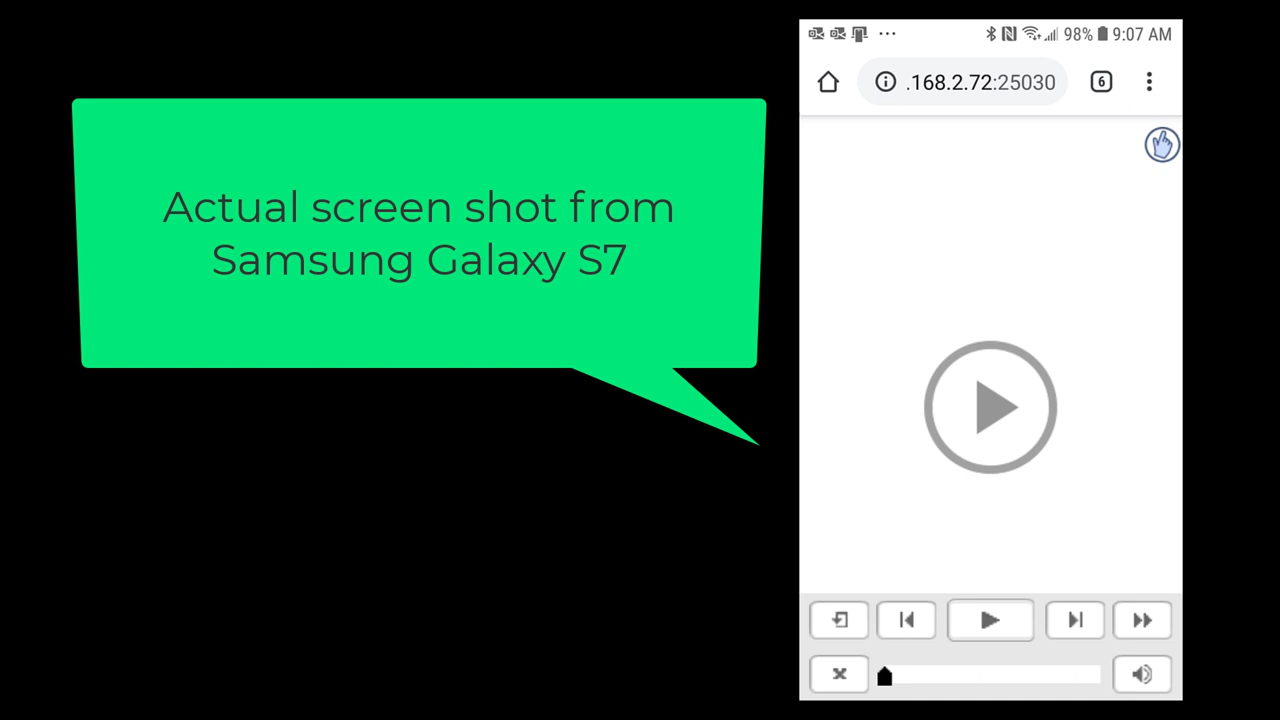 98% 9:07 AM
.168.2.72:25030
6
Actual screen shot from
Samsung Galaxy S7